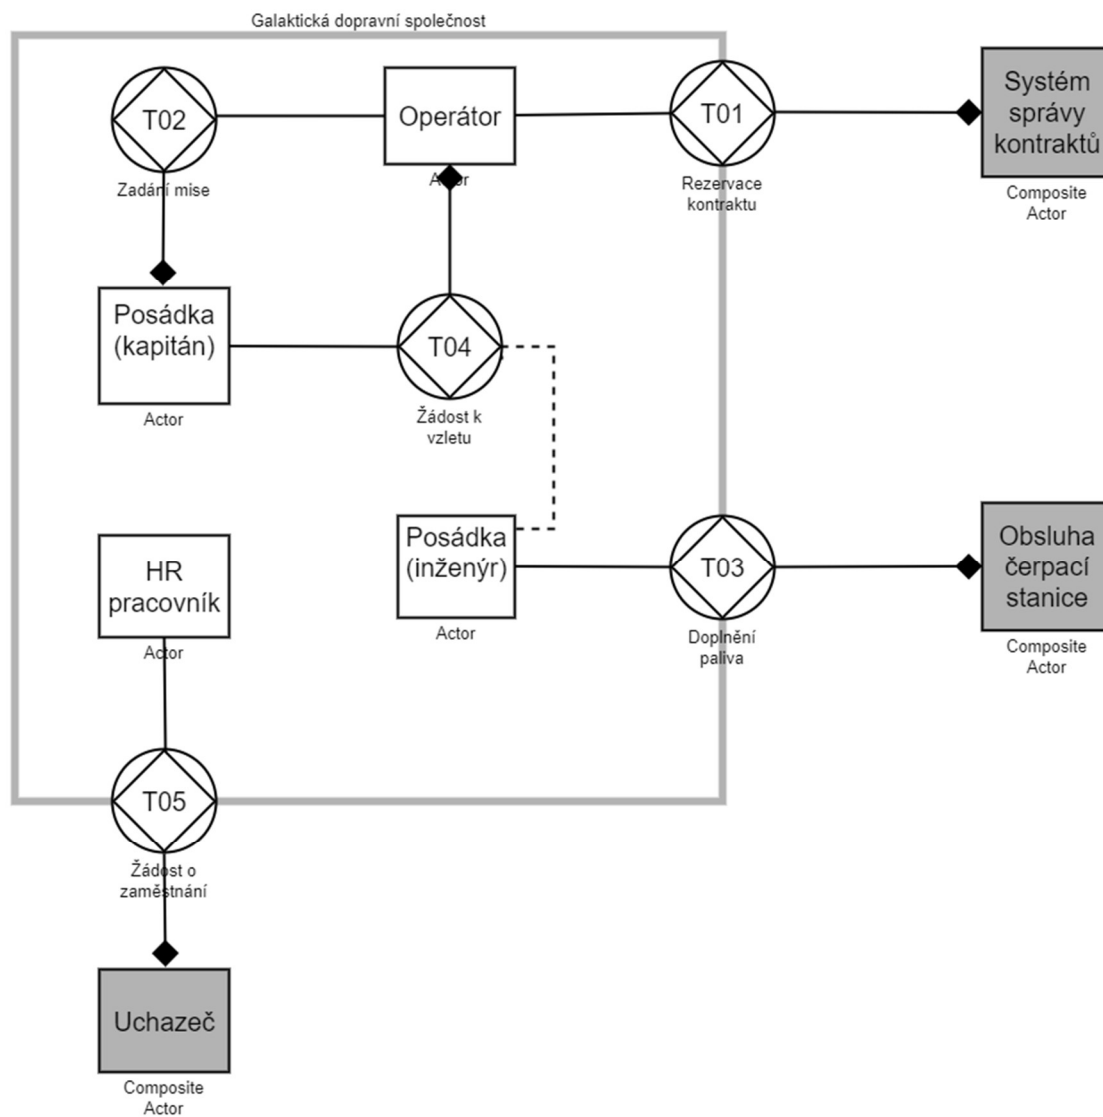 Galaktická dopravní společnost
T02
Zadání mise
Operátor
Actor
T01
Rezervace
kontraktu
Systém
správy
kontraktů
Composite
Actor
Posádka
(kapitán)
Actor
T04
Žádost k
vzletu
HR
pracovník
Actor
Posádka
(inženýr)
Actor
T03
Doplnění
paliva
Obsluha
čerpací
stanice
Composite
Actor
T05
Žádost o
zaměstnání
Uchazeč
Composite
Actor